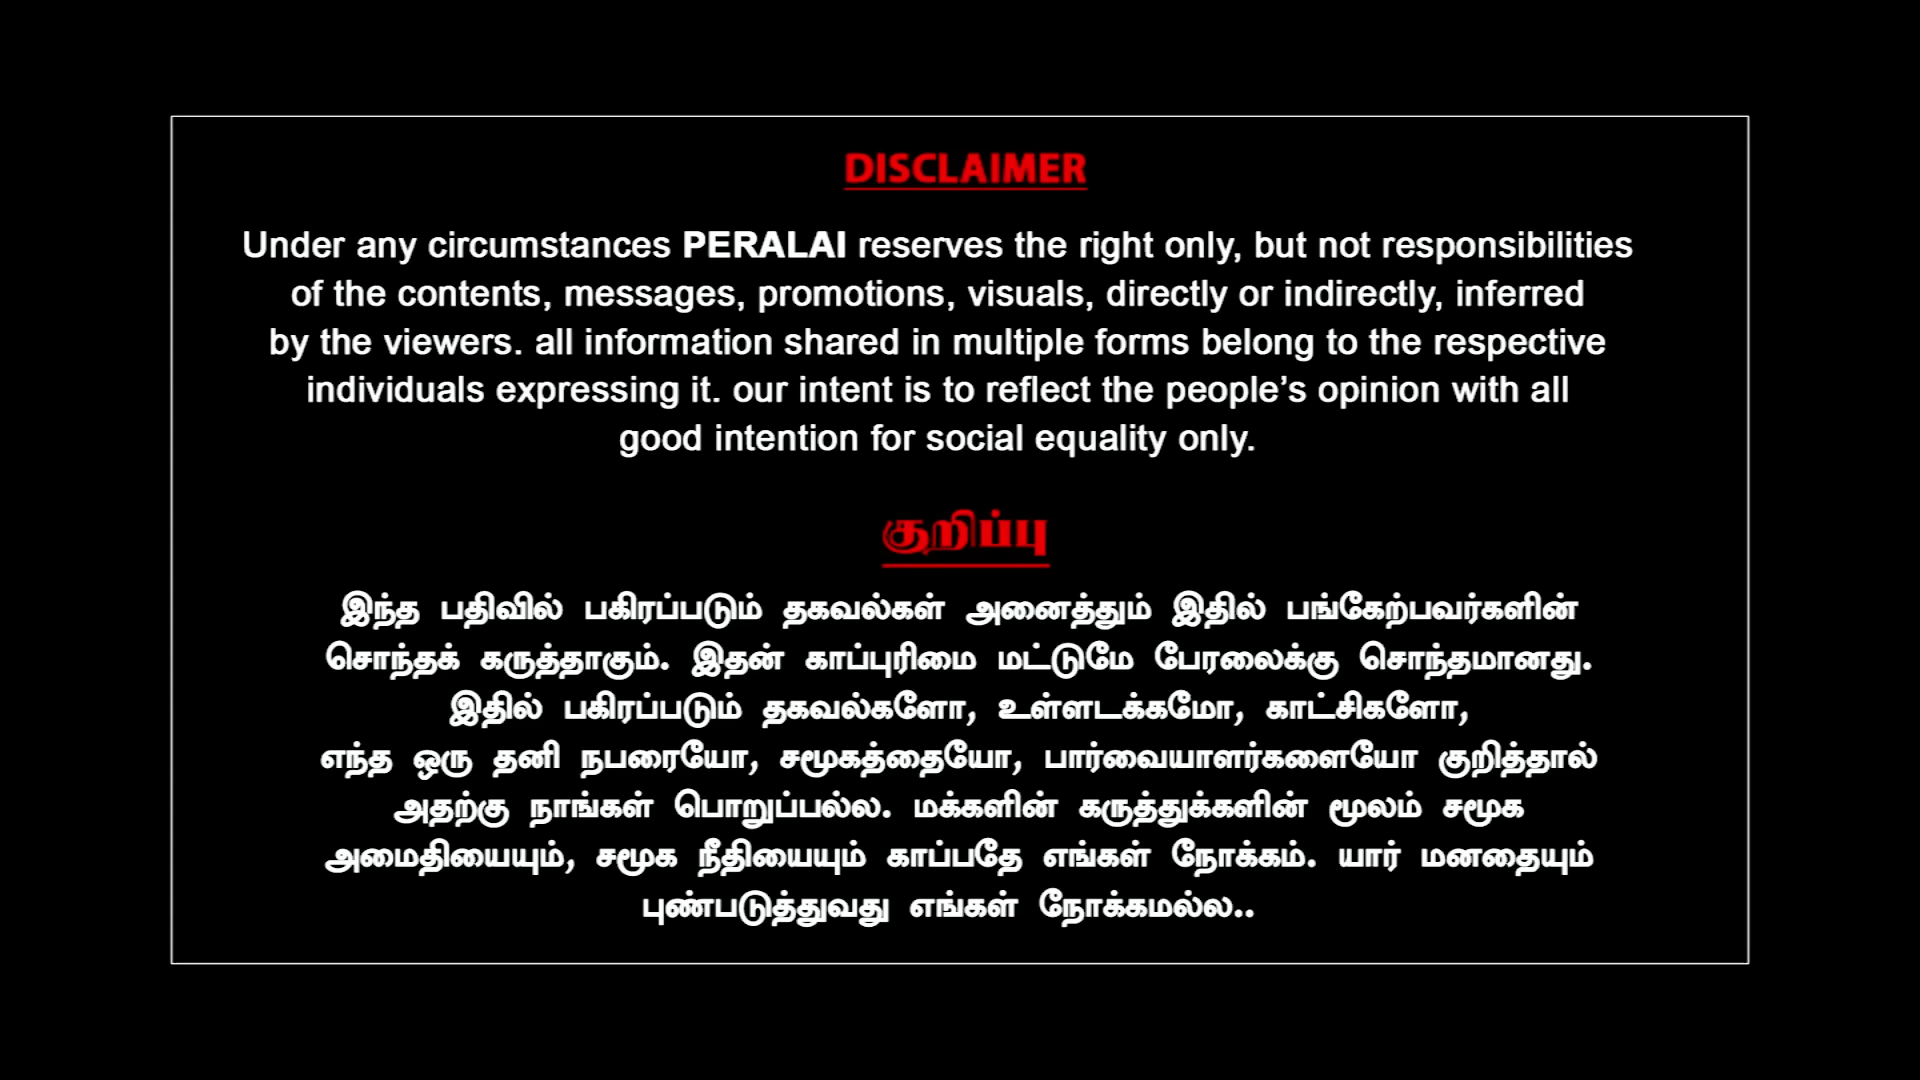 DISCLAIMER
Under any circumstances PERALAI reserves the right only, but not responsibilities
of the contents, messages, promotions, visuals, directly or indirectly, inferred
by the viewers. all information shared in multiple forms belong to the respective
individuals expressing it. our intent is to reflect the people’s opinion with all
good intention for social equality only.
குறிப்பு
இந்த பதிவில் பகிரப்படும் தகவல்கள் அனைத்தும் இதில் பங்கேற்பவர்களின்
சொந்தக் கருத்தாகும். இதன் காப்புரிமை மட்டுமே பேரலைக்கு சொந்தமானது.
இதில் பகிரப்படும் தகவல்களோ, உள்ளடக்கமோ, காட்சிகளோ,
எந்த ஒரு தனி நபரையோ, சமூகத்தையோ, பார்வையாளர்களையோ குறித்தால்
அதற்கு நாங்கள் பொறுப்பல்ல. மக்களின் கருத்துக்களின் மூலம் சமூக
அமைதியையும், சமூக நீதியையும் காப்பதே எங்கள் நோக்கம். யார் மனதையும்
புண்படுத்துவது எங்கள் நோக்கமல்ல..